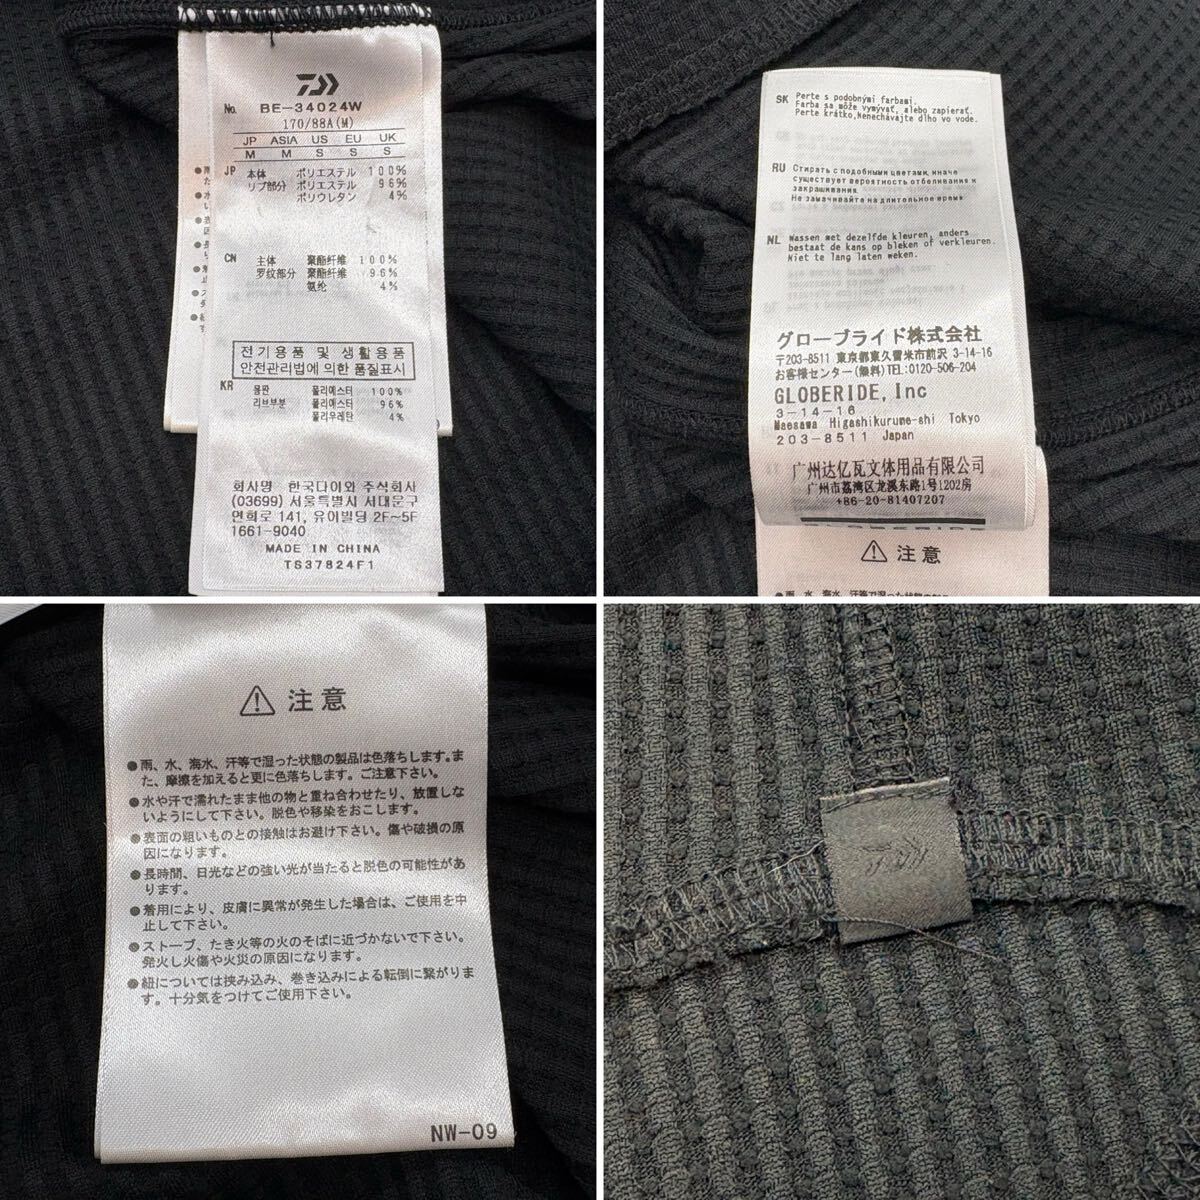 No. BE-34024W
170/88A(M)
JP ASIA US EU UK
M M S S S
JP 本体 ポリエステル 100%
リブ部分 ポリエステル 96%
ポリウレタン 4%
CN 主体 聚酯纤维 100%
罗纹部分 聚酯纤维 96%
氨纶 4%
전기용품 및 생활용품
안전관리법에 의한 품질표시
KR 몸판 폴리에스터 100%
리브부분 폴리에스터 96%
폴리우레탄 4%
회사명 한국다이와 주식회사
(03699) 서울특별시 서대문구
연희로 141, 유어빌딩 2F~5F
1661-9040
MADE IN CHINA
TS37824F1
SK Perte s podobnými farbami.
Farba sa môže vymývať, alebo zapierať.
Perte krátko,Nenechávajte dlho vo vode.
RU Стирать с подобными цветами, иначе
существует вероятность отбеливания и
закрашивания
Не замачивайте на длительное время
NL Wassen met dezelfde kleuren, anders
bestaat de kans op bleken of verkleuren.
Niet te lang laten weken.
グローブライド株式会社
〒203-8511 東京都東久留米市前沢 3-14-16
お客様センター(無料)TEL:0120-506-204
GLOBERIDE, Inc
3-14-16
Maesawa Higashikurume-shi Tokyo
203-8511 Japan
广州达亿瓦文体用品有限公司
广州市荔湾区龙溪东路1号1202房
+86-20-81407207
⚠ 注意
●雨、水、海水、汗等で湿
⚠ 注意
●雨、水、海水、汗等で湿った状態の製品は色落ちします。ま
た、摩擦を加えると更に色落ちします。ご注意下さい。
●水や汗で濡れたまま他の物と重ね合わせたり、放置しな
いようにして下さい。脱色や移染をおこします。
●表面の粗いものとの接触はお避け下さい。傷や破損の原
因になります。
●長時間、日光などの強い光が当たると脱色の可能性があ
ります。
●着用により、皮膚に異常が発生した場合は、ご使用を中
止して下さい。
●ストーブ、たき火等の火のそばに近づかないで下さい。
発火し火傷や火災の原因になります。
●紐については挟み込み、巻き込みによる転倒に繋がりま
す。十分気をつけてご使用下さい。
NW-09